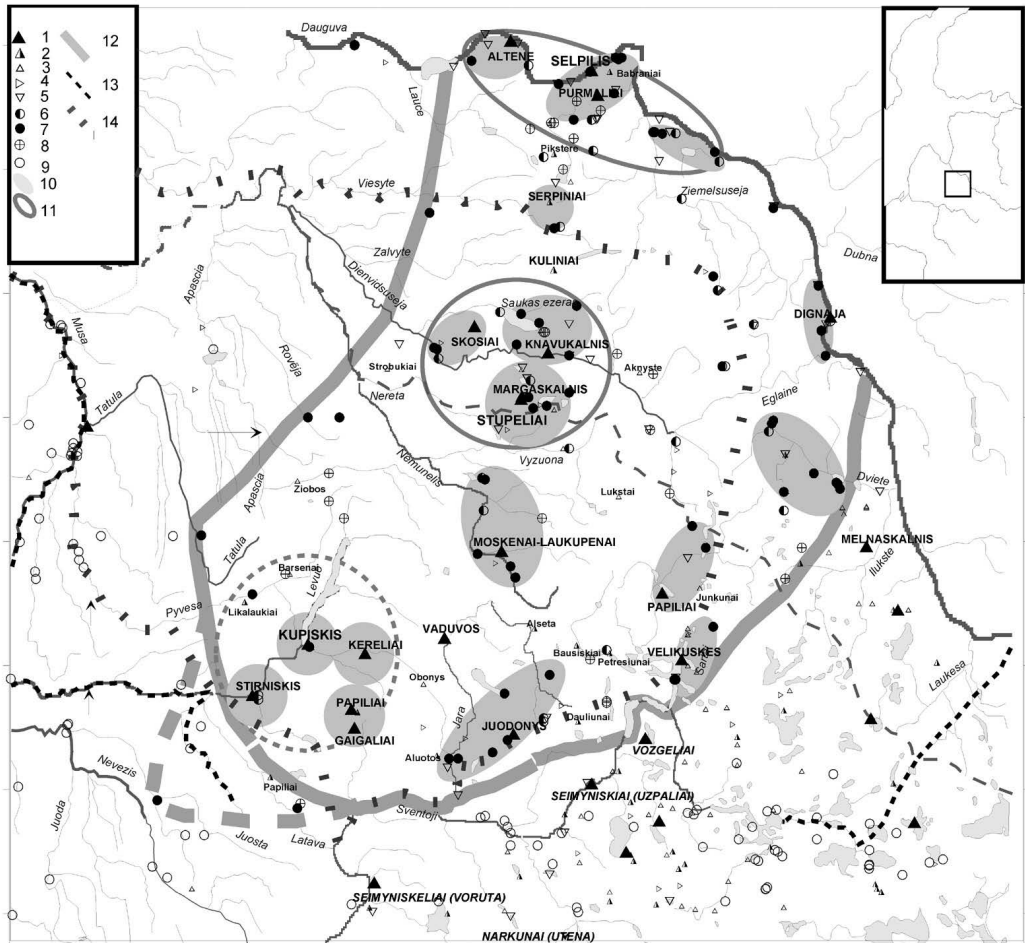 1
2
3
4
5
6
7
8
9
10
11
12
13
14
Dauguva
ALTENE
SELPILIS
Babraniai
PURMALIAI
Lauce
Pikstere
Viesyte
Ziemelsuseja
SERPINIAI
Zalvyte
KULINIAI
Dubna
Apascia
Dienvidsuseja
Musa
Saukas ezera
DIGNAJA
SKOSIAI
KNAVUKALNIS
Rovėja
Strobukiai
Aknyste
Nereta
MARGASKALNIS
Eglaine
Tatula
STUPELIAI
Vyzuona
Nemunelis
Apascia
Ziobos
Lukstai
Dviete
MOSKENAI-LAUKUPENAI
MELNASKALNIS
Tatula
Ilukste
Barsenai
Levuo
Pyvesa
Likalaukiai
PAPILIAI
Junkunai
KUPISKIS
VADUVOS
Alseta
KERELIAI
Bausiskiai
VELIKUSKES
Petresiunai
Obonys
Laukesa
STIRNISKIS
PAPILIAI
Dauliunai
JUODONYS
GAIGALIAI
Jara
VOZGELIAI
Aluotos
Nevezis
Papiliai
SEIMYNISKIAI (UZPALIAI)
Sventoji
Juoda
Juosta
Latava
SEIMYNISKELIAI (VORUTA)
NARKUNAI (UTENA)